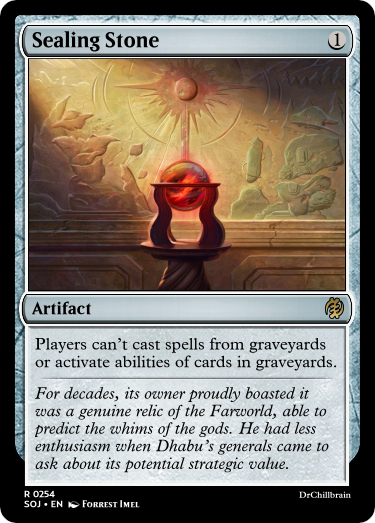 Sealing Stone 1
Artifact
Players can't cast spells from graveyards
or activate abilities of cards in graveyards.
For decades, its owner proudly boasted it
was a genuine relic of the Farworld, able to
predict the whims of the gods. He had less
enthusiasm when Dhabu's generals came to
ask about its potential strategic value.
R 0254
DrChillbrain
SOJ • EN Forrest Imel